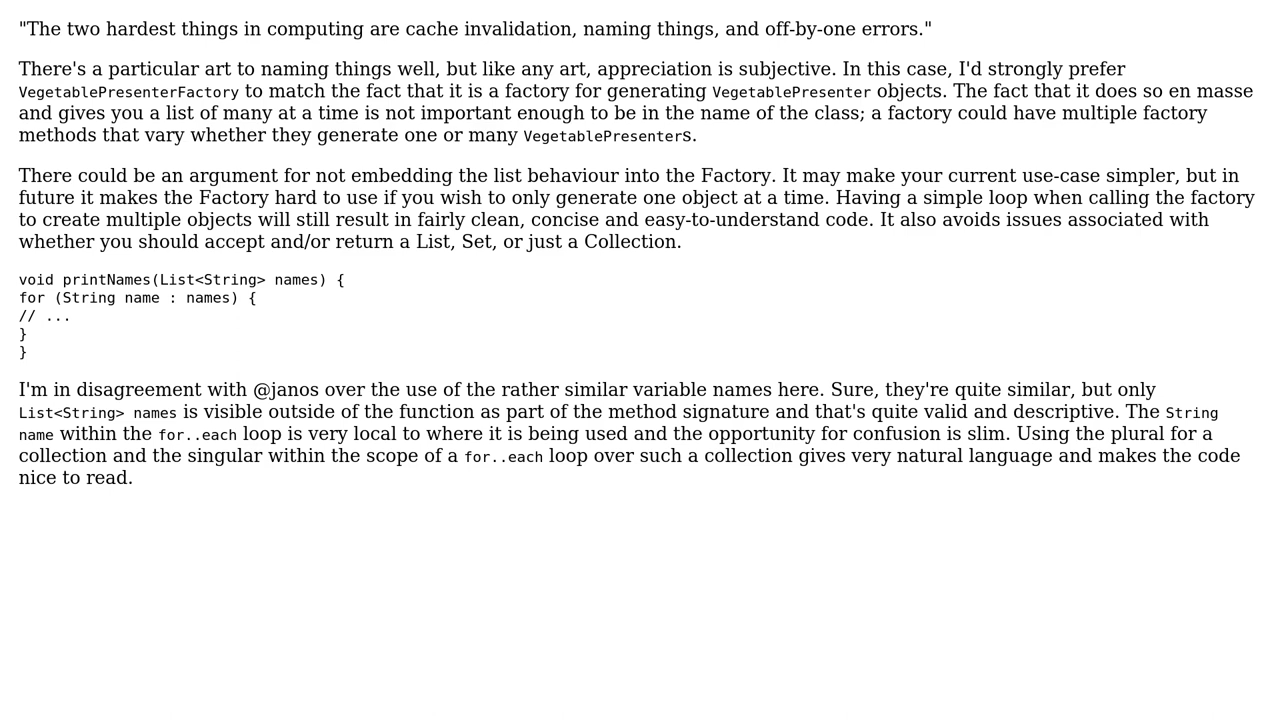 "The two hardest things in computing are cache invalidation, naming things, and off-by-one errors."
There's a particular art to naming things well, but like any art, appreciation is subjective. In this case, I'd strongly prefer
VegetablePresenterFactory to match the fact that it is a factory for generating VegetablePresenter objects. The fact that it does so en masse
and gives you a list of many at a time is not important enough to be in the name of the class; a factory could have multiple factory
methods that vary whether they generate one or many VegetablePresenters.
There could be an argument for not embedding the list behaviour into the Factory. It may make your current use-case simpler, but in
future it makes the Factory hard to use if you wish to only generate one object at a time. Having a simple loop when calling the factory
to create multiple objects will still result in fairly clean, concise and easy-to-understand code. It also avoids issues associated with
whether you should accept and/or return a List, Set, or just a Collection.
void printNames(List<String> names) {
for (String name : names) {
// ...
}
}
I'm in disagreement with @janos over the use of the rather similar variable names here. Sure, they're quite similar, but only
List<String> names is visible outside of the function as part of the method signature and that's quite valid and descriptive. The String
name within the for..each loop is very local to where it is being used and the opportunity for confusion is slim. Using the plural for a
collection and the singular within the scope of a for..each loop over such a collection gives very natural language and makes the code
nice to read.